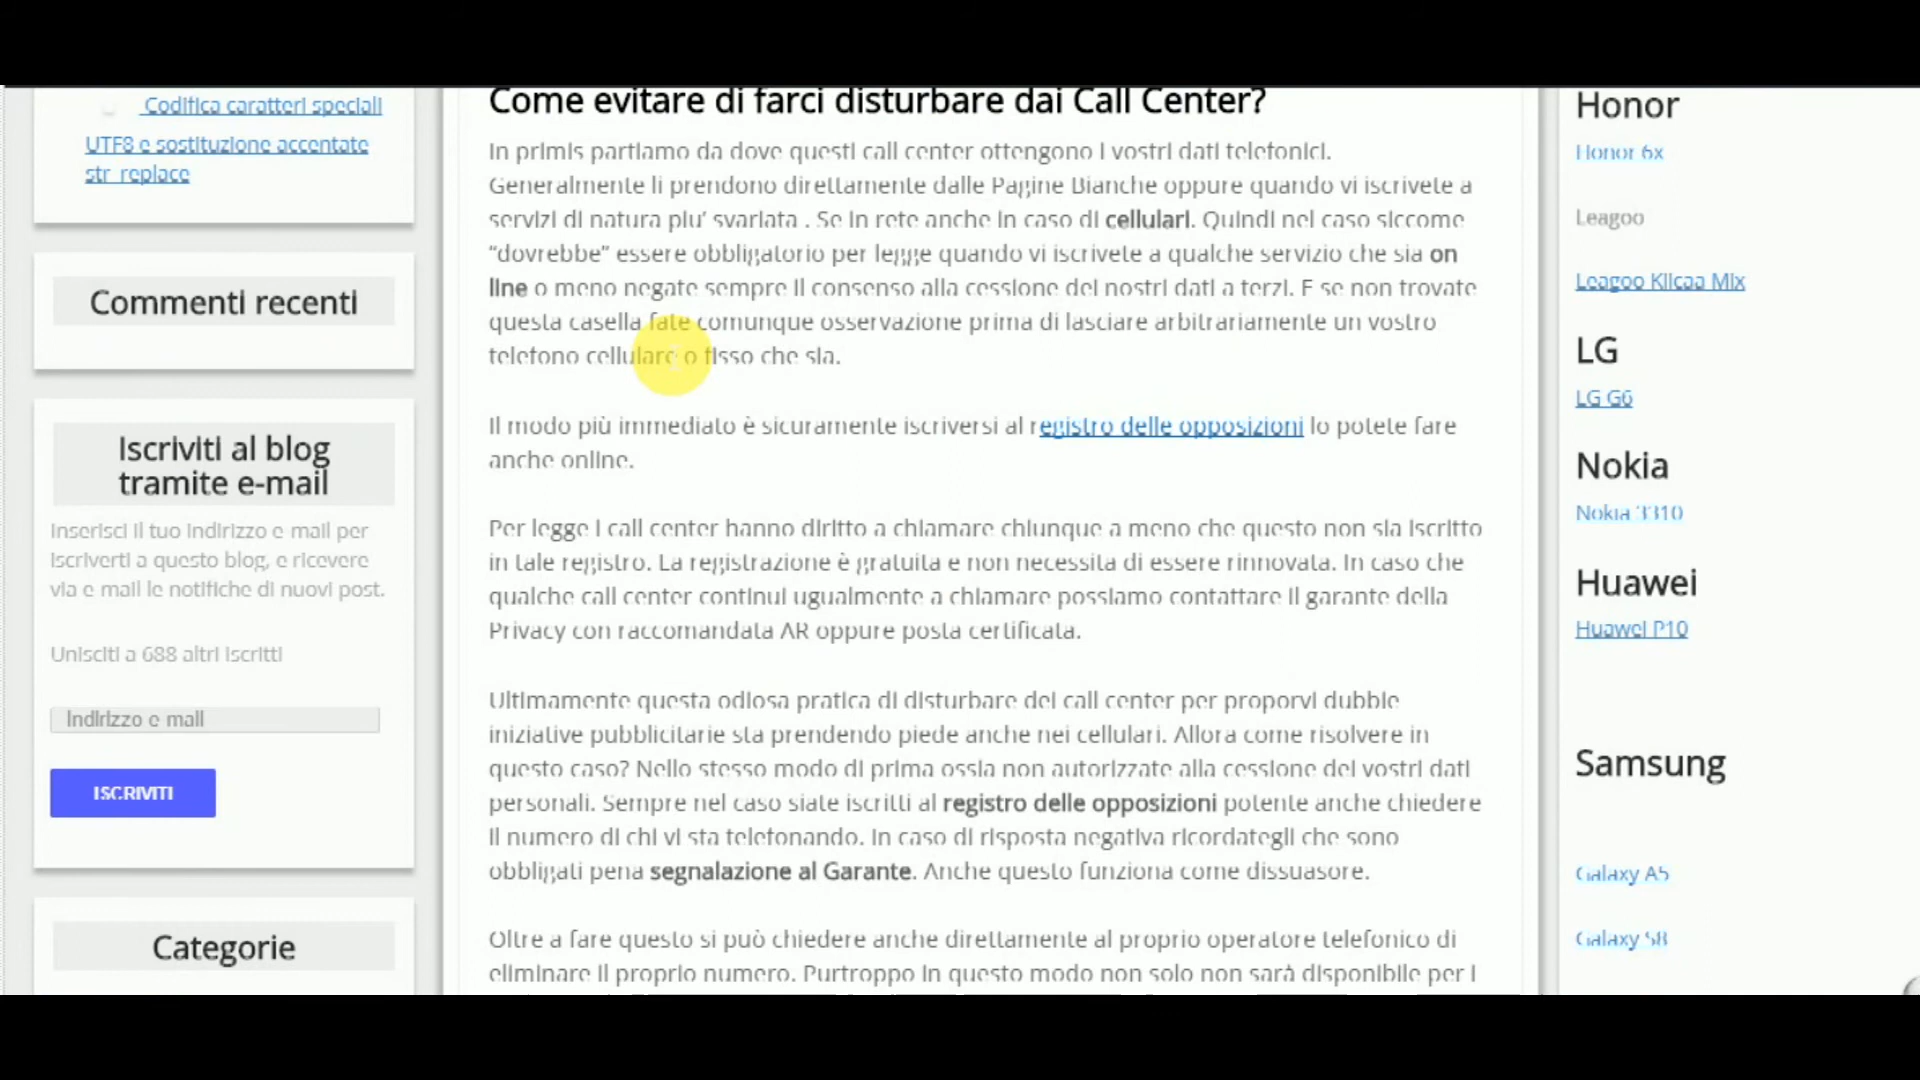 Codifica caratteri speciali
UTF8 e sostituzione accentate
str_replace
Commenti recenti
Iscriviti al blog
tramite e-mail
Inserisci il tuo indirizzo e-mail per
iscriverti a questo blog, e ricevere
via e-mail le notifiche di nuovi post.
Unisciti a 688 altri iscritti
Indirizzo e-mail
ISCRIVITI
Categorie
Come evitare di farci disturbare dai Call Center?
In primis partiamo da dove questi call center ottengono i vostri dati telefonici.
Generalmente li prendono direttamente dalle Pagine Bianche oppure quando vi iscrivete a
servizi di natura piu’ svariata . Se in rete anche in caso di cellulari. Quindi nel caso siccome
“dovrebbe” essere obbligatorio per legge quando vi iscrivete a qualche servizio che sia on
line o meno negate sempre il consenso alla cessione dei nostri dati a terzi. E se non trovate
questa casella fate comunque osservazione prima di lasciare arbitrariamente un vostro
telefono cellulare o fisso che sia.
Il modo più immediato è sicuramente iscriversi al registro delle opposizioni lo potete fare
anche online.
Per legge i call center hanno diritto a chiamare chiunque a meno che questo non sia iscritto
in tale registro. La registrazione è gratuita e non necessita di essere rinnovata. In caso che
qualche call center continui ugualmente a chiamare possiamo contattare il garante della
Privacy con raccomandata AR oppure posta certificata.
Ultimamente questa odiosa pratica di disturbare dei call center per proporvi dubbie
iniziative pubblicitarie sta prendendo piede anche nei cellulari. Allora come risolvere in
questo caso? Nello stesso modo di prima ossia non autorizzate alla cessione dei vostri dati
personali. Sempre nel caso siate iscritti al registro delle opposizioni potente anche chiedere
il numero di chi vi sta telefonando. In caso di risposta negativa ricordategli che sono
obbligati pena segnalazione al Garante. Anche questo funziona come dissuasore.
Oltre a fare questo si può chiedere anche direttamente al proprio operatore telefonico di
eliminare il proprio numero. Purtroppo in questo modo non solo non sarà disponibile per i
Honor
Honor 6x
Leagoo
Leagoo Kiicaa Mix
LG
LG G6
Nokia
Nokia 3310
Huawei
Huawei P10
Samsung
Galaxy A5
Galaxy S8